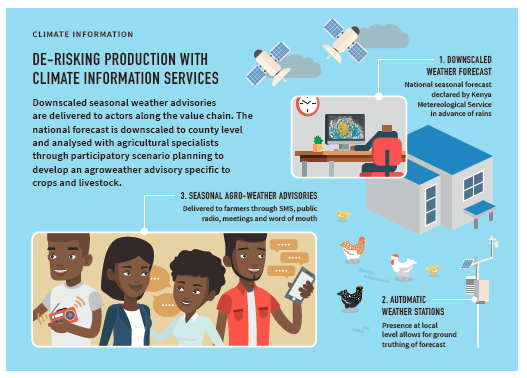 CLIMATE INFORMATION
DE-RISKING PRODUCTION WITH
CLIMATE INFORMATION SERVICES
Downscaled seasonal weather advisories
are delivered to actors along the value chain. The
national forecast is downscaled to county level
and analysed with agricultural specialists
through participatory scenario planning to
develop an agroweather advisory specific to
crops and livestock.
1. DOWNSCALED
WEATHER FORECAST
National seasonal forecast
declared by Kenya
Metereological Service
in advance of rains
3. SEASONAL AGRO-WEATHER ADVISORIES
Delivered to farmers through SMS, public
radio, meetings and word of mouth
2. AUTOMATIC
WEATHER STATIONS
Presence at local
level allows for ground
truthing of forecast